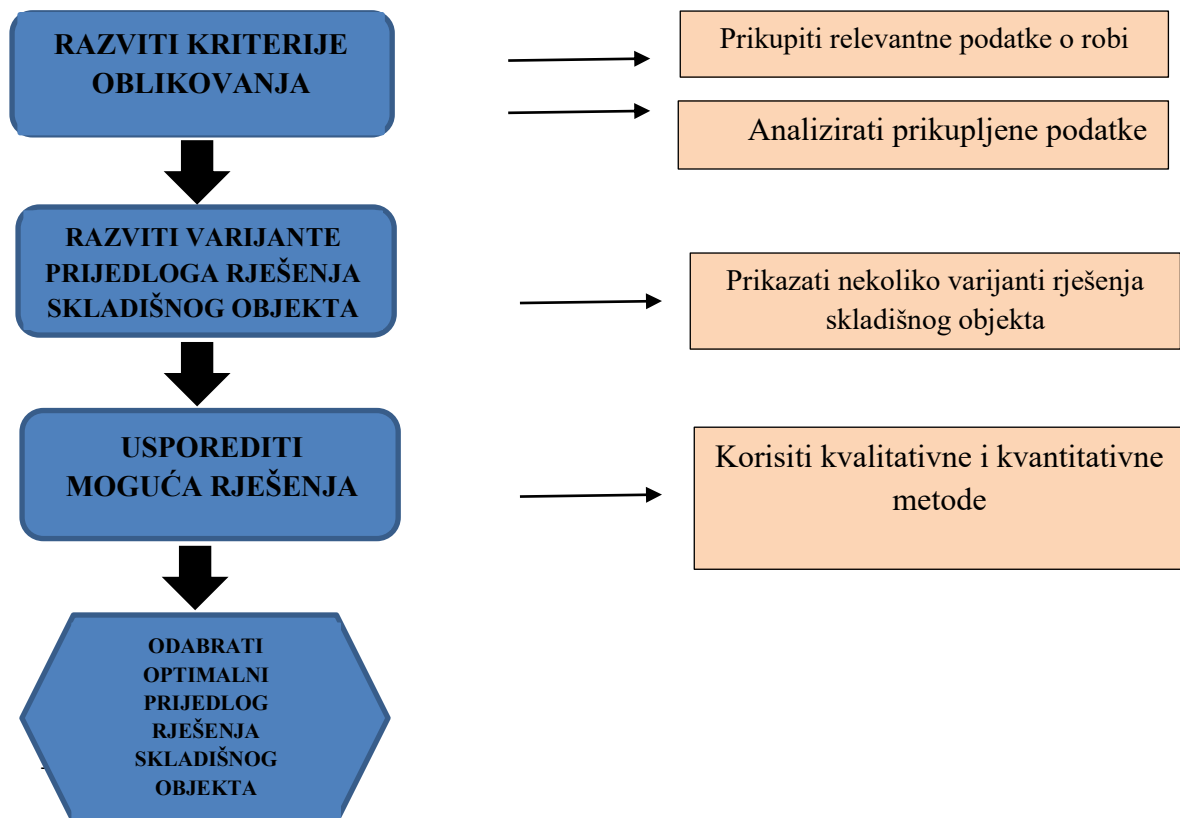 RAZVITI KRITERIJE
OBLIKOVANJA
Prikupiti relevantne podatke o robi
Analizirati prikupljene podatke
RAZVITI VARIJANTE
PRIJEDLOGA RJEŠENJA
SKLADIŠNOG OBJEKTA
Prikazati nekoliko varijanti rješenja
skladišnog objekta
USPOREDITI
MOGUĆA RJEŠENJA
Korisiti kvalitativne i kvantitativne
metode
ODABRATI
OPTIMALNI
PRIJEDLOG
RJEŠENJA
SKLADIŠNOG
OBJEKTA